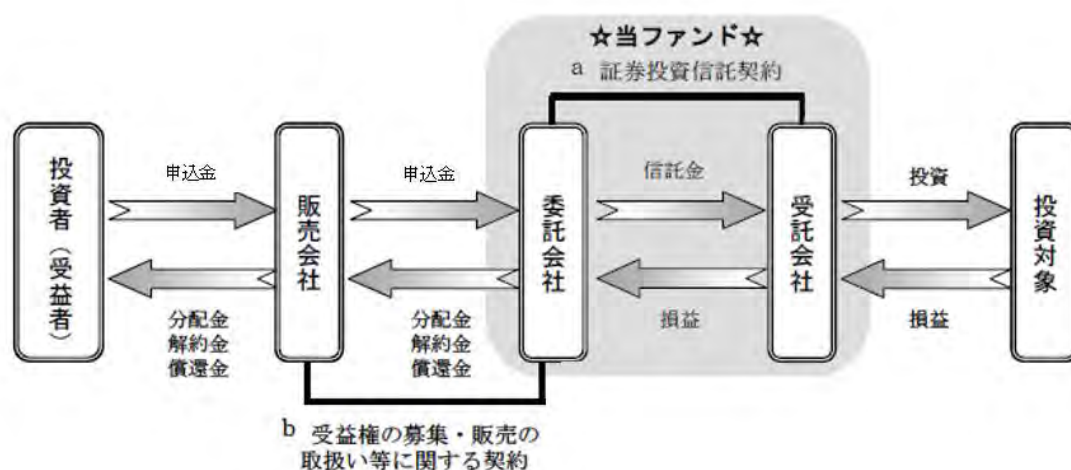 ☆当ファンド☆
a 証券投資信託契約
投資者（受益者）
申込金
分配金
解約金
償還金
販売会社
申込金
分配金
解約金
償還金
委託会社
信託金
損益
受託会社
投資
損益
投資対象
b 受益権の募集・販売の
取扱い等に関する契約